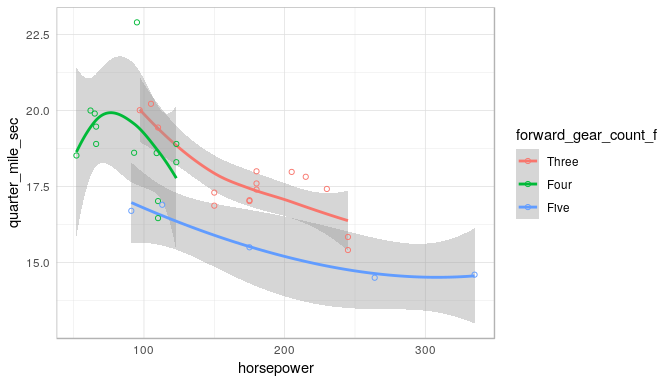 22.5
20.0
17.5
15.0
quarter_mile_sec
100
200
300
horsepower
forward_gear_count_f
Three
Four
FIve